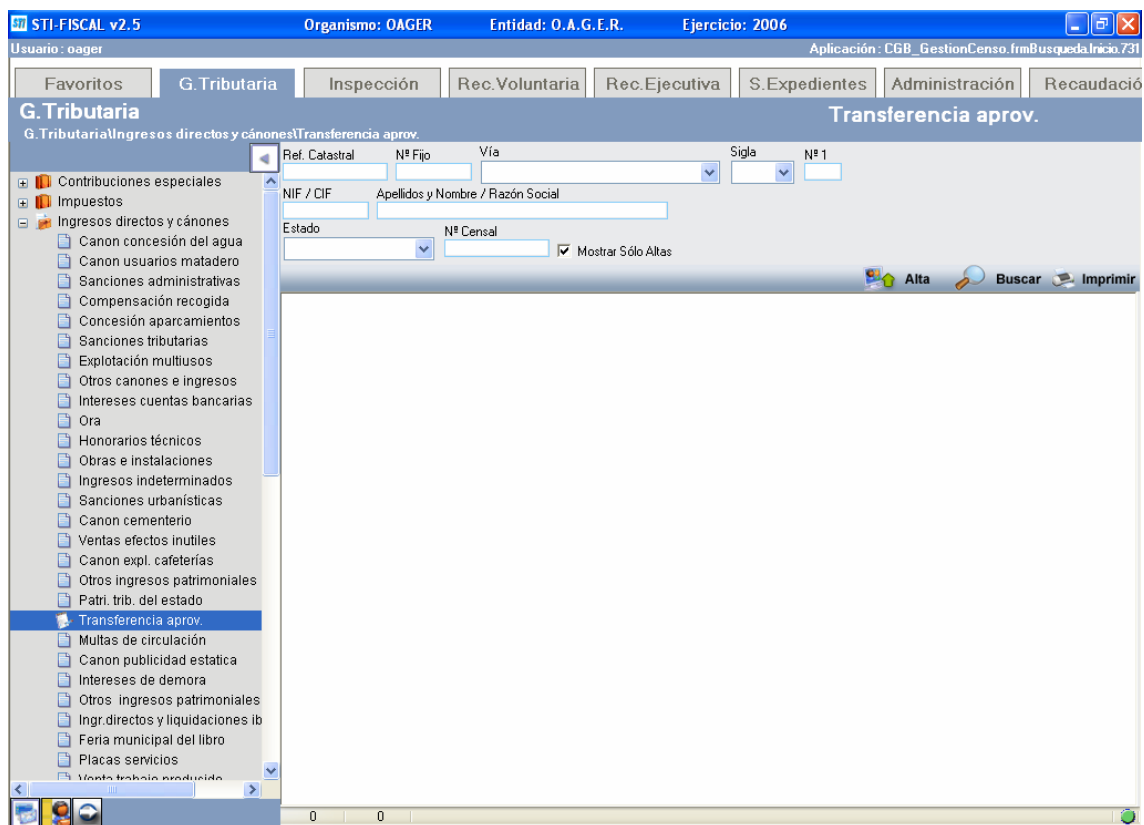 STI STI-FISCAL v2.5 Organismo: OAGER Entidad: O.A.G.E.R. Ejercicio: 2006
Usuario : oager Aplicación : CGB_GestionCenso.frmBusqueda.Inicio.731
Favoritos G.Tributaria Inspección Rec.Voluntaria Rec.Ejecutiva S.Expedientes Administración Recaudació
G.Tributaria Transferencia aprov.
G.Tributaria\Ingresos directos y cánones\Transferencia aprov.
Ref. Catastral Nº Fijo Vía Sigla Nº 1
Contribuciones especiales
NIF / CIF Apellidos y Nombre / Razón Social
Impuestos
Ingresos directos y cánones
Estado Nº Censal
Canon concesión del agua
Mostrar Sólo Altas
Canon usuarios matadero
Sanciones administrativas
Alta Buscar Imprimir
Compensación recogida
Concesión aparcamientos
Sanciones tributarias
Explotación multiusos
Otros canones e ingresos
Intereses cuentas bancarias
Ora
Honorarios técnicos
Obras e instalaciones
Ingresos indeterminados
Sanciones urbanísticas
Canon cementerio
Ventas efectos inutiles
Canon expl. cafeterías
Otros ingresos patrimoniales
Patri. trib. del estado
Transferencia aprov.
Multas de circulación
Canon publicidad estatica
Intereses de demora
Otros ingresos patrimoniales
Ingr.directos y liquidaciones ib
Feria municipal del libro
Placas servicios
Venta trabajo producido
0 0